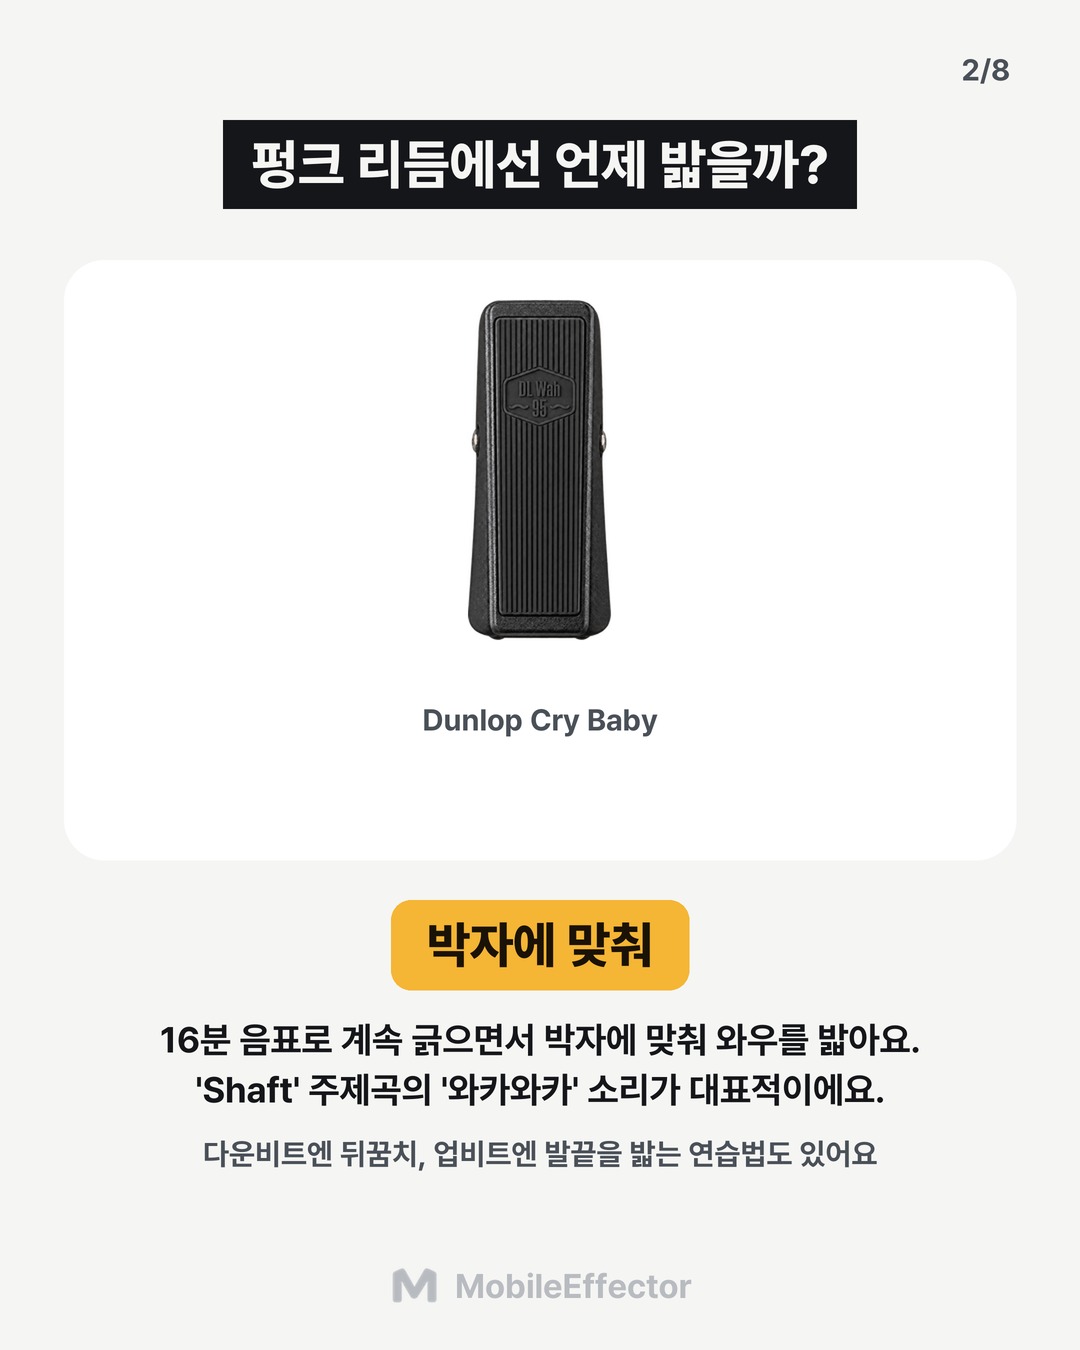 2/8
펑크 리듬에선 언제 밟을까?
DL Wah
95
Dunlop Cry Baby
박자에 맞춰
16분 음표로 계속 긁으면서 박자에 맞춰 와우를 밟아요.
'Shaft' 주제곡의 '와카와카' 소리가 대표적이에요.
다운비트엔 뒤꿈치, 업비트엔 발끝을 밟는 연습법도 있어요
MobileEffector